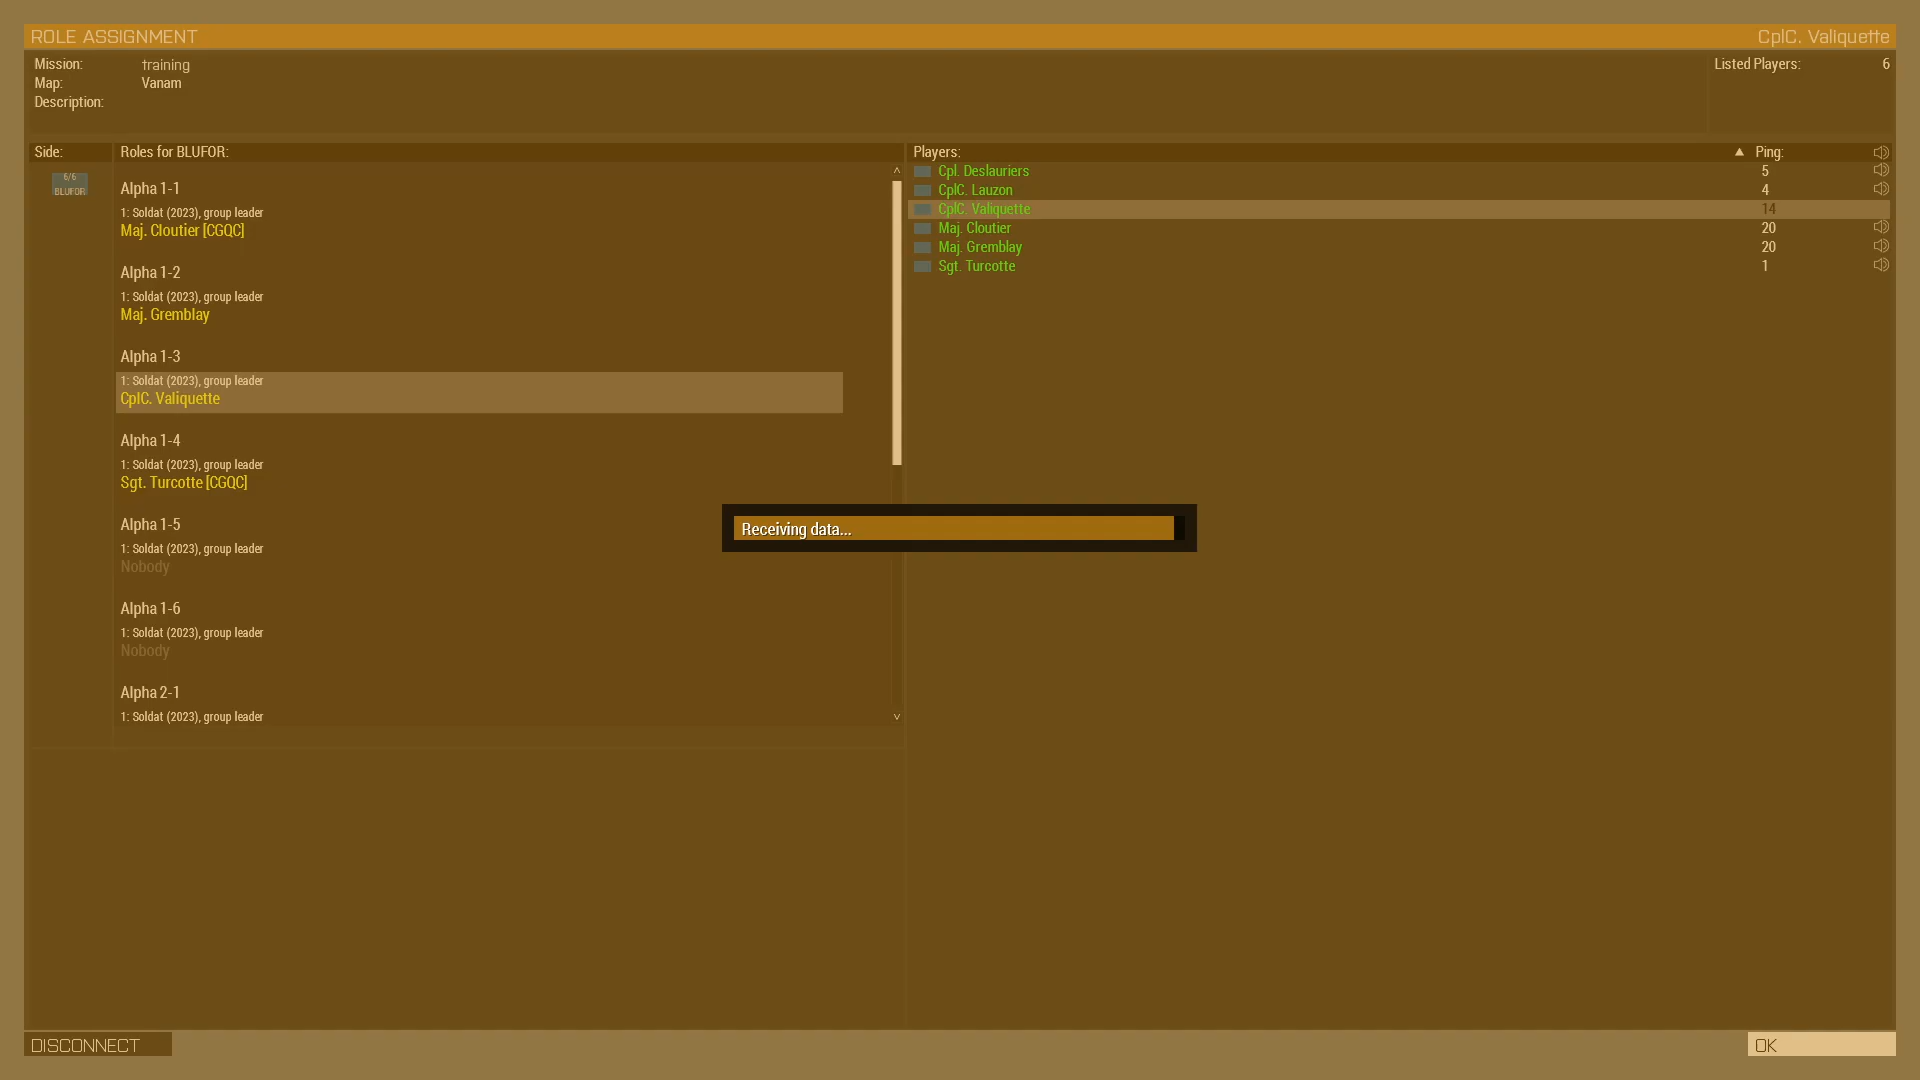 ROLE ASSIGNMENT CplC. Valiquette
Mission: training
Map: Vanam
Description:
Listed Players: 6
Side: Roles for BLUFOR:
6/6
BLUFOR
Alpha 1-1
1: Soldat (2023), group leader
Maj. Cloutier [CGQC]
Alpha 1-2
1: Soldat (2023), group leader
Maj. Gremblay
Alpha 1-3
1: Soldat (2023), group leader
CplC. Valiquette
Alpha 1-4
1: Soldat (2023), group leader
Sgt. Turcotte [CGQC]
Alpha 1-5
1: Soldat (2023), group leader
Nobody
Alpha 1-6
1: Soldat (2023), group leader
Nobody
Alpha 2-1
1: Soldat (2023), group leader
Players: Ping:
Cpl. Deslauriers 5
CplC. Lauzon 4
CplC. Valiquette 14
Maj. Cloutier 20
Maj. Gremblay 20
Sgt. Turcotte 1
Receiving data...
DISCONNECT OK